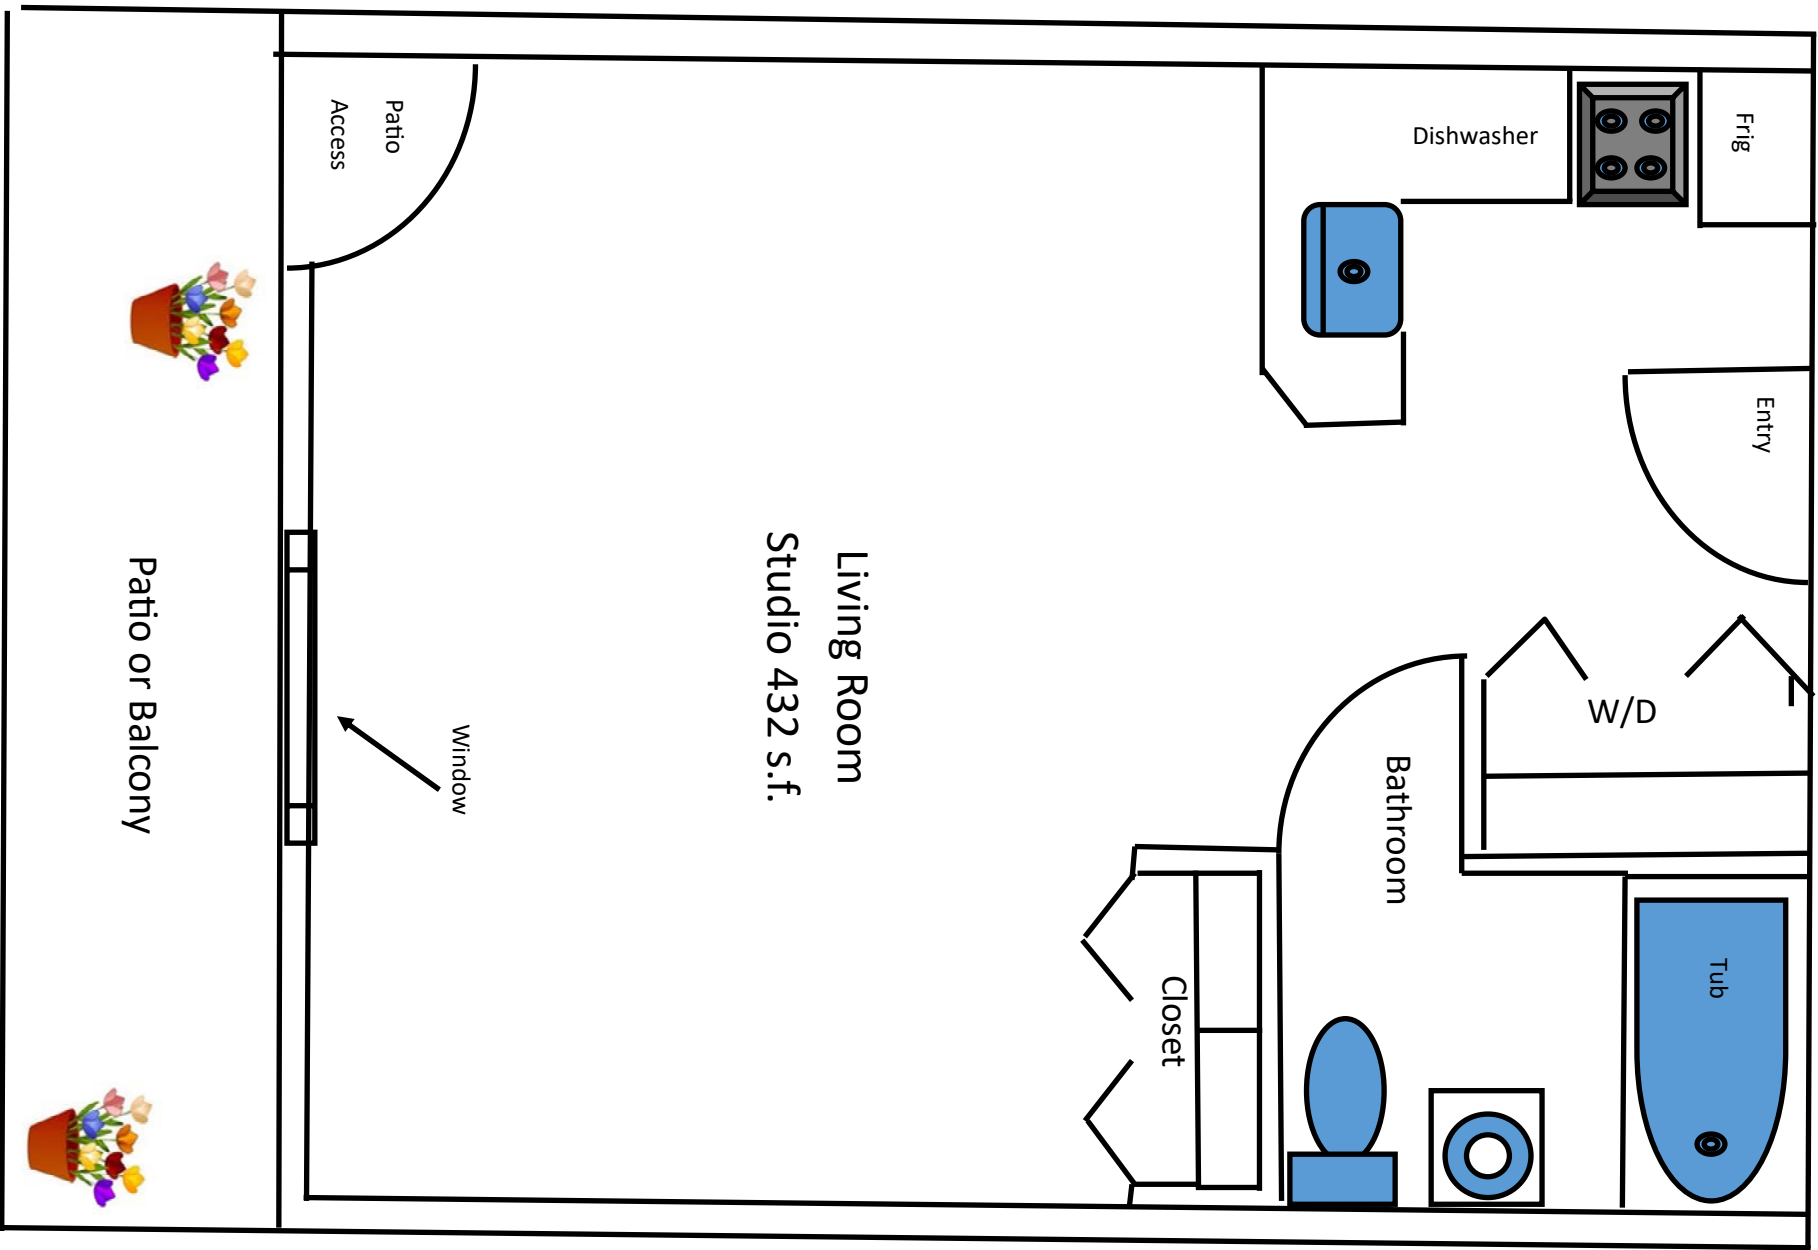 Patio
Access
Dishwasher
Frig
Entry
Living Room
Studio 432 s.f.
Window
Patio or Balcony
W/D
Bathroom
Closet
Tub